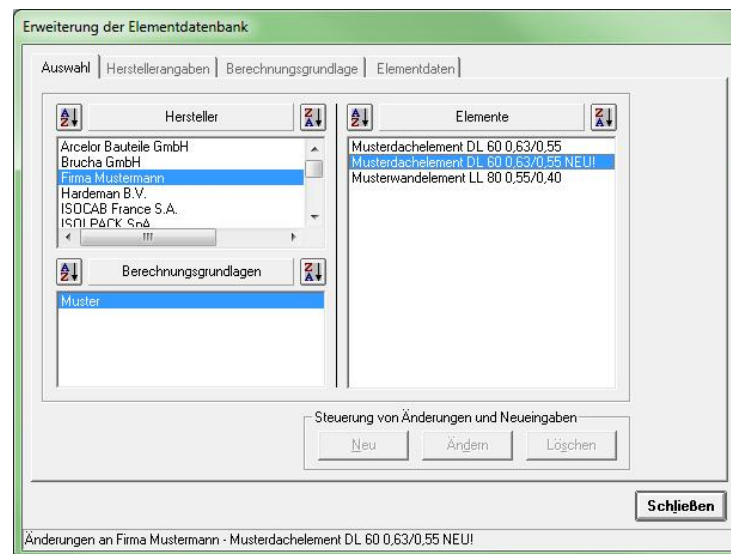 Erweiterung der Elementdatenbank
Auswahl Herstellerangaben Berechnungsgrundlage Elementdaten
Hersteller
Arcelor Bauteile GmbH
Brucha GmbH
Firma Mustermann
Hardeman B.V.
ISOCAB France S.A.
ISOLPACK SpA
Berechnungsgrundlagen
Muster
Elemente
Musterdachelement DL 60 0,63/0,55
Musterdachelement DL 60 0,63/0,55 NEU!
Musterwandelement LL 80 0,55/0,40
Steuerung von Änderungen und Neueingaben
Neu Ändern Löschen
Schließen
Änderungen an Firma Mustermann - Musterdachelement DL 60 0,63/0,55 NEU!